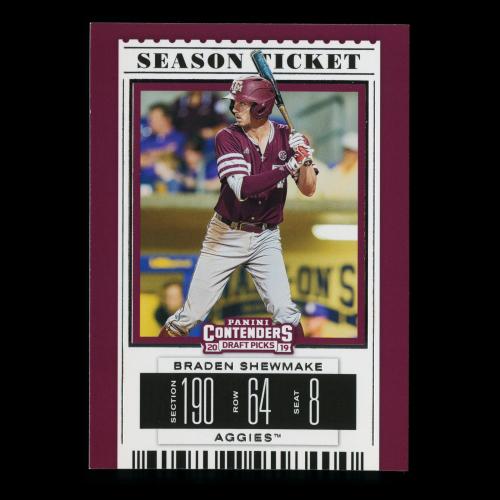 SEASON TICKET
PANINI
CONTENDERS
20 DRAFT PICKS 19
BRADEN SHEWMAKE
SECTION 190 ROW 64 SEAT 8
AGGIES™